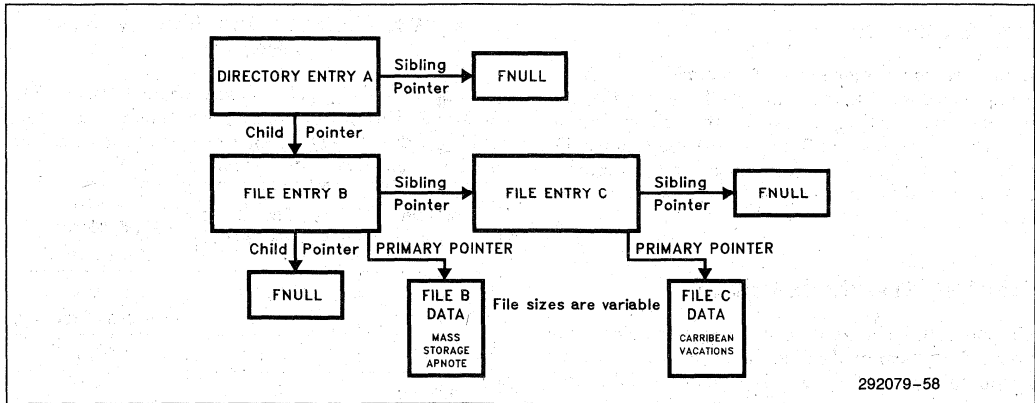 DIRECTORY ENTRY A
Sibling
Pointer
FNULL
Child Pointer
FILE ENTRY B
Sibling
Pointer
FILE ENTRY C
Sibling
Pointer
FNULL
Child Pointer
PRIMARY POINTER
PRIMARY POINTER
FNULL
FILE B
DATA
MASS
STORAGE
APNOTE
File sizes are variable
FILE C
DATA
CARRIBEAN
VACATIONS
292079-58